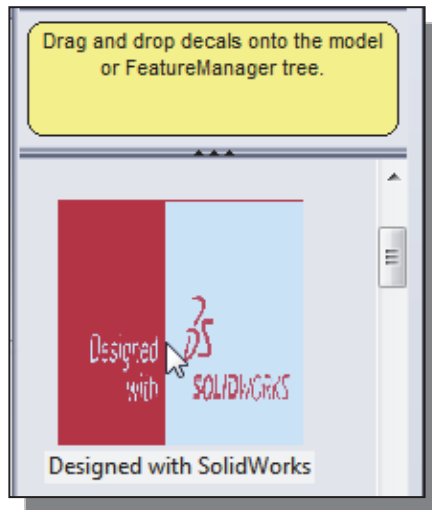 Drag and drop decals onto the model
or FeatureManager tree.
Designed
with
SOLIDWORKS
Designed with SolidWorks